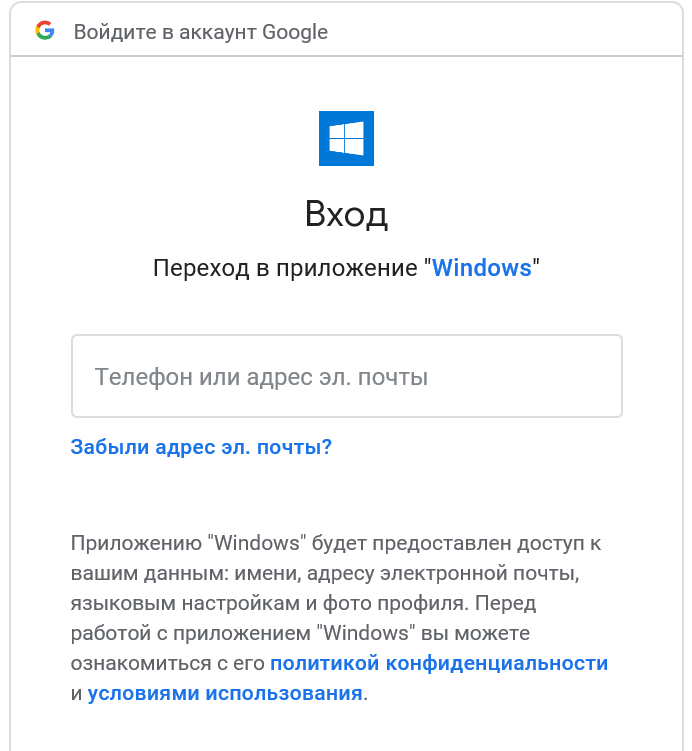 Войдите в аккаунт Google
Вход
Переход в приложение "Windows"
Телефон или адрес эл. почты
Забыли адрес эл. почты?
Приложению "Windows" будет предоставлен доступ к
вашим данным: имени, адресу электронной почты,
языковым настройкам и фото профиля. Перед
работой с приложением "Windows" вы можете
ознакомиться с его политикой конфиденциальности
и условиями использования.